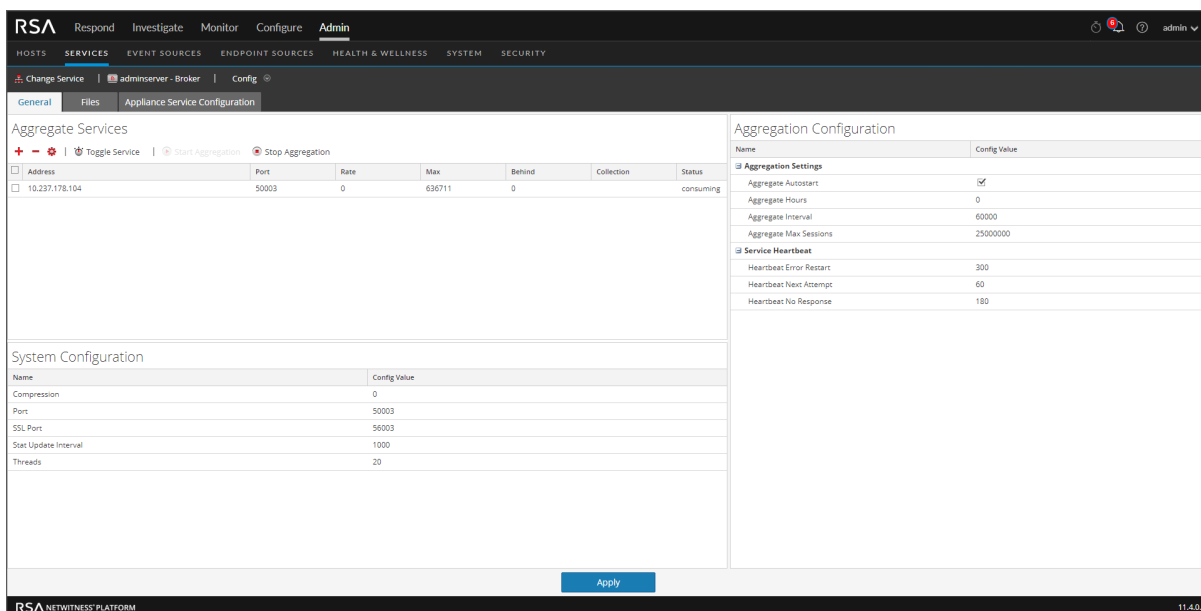 RSA Respond Investigate Monitor Configure Admin 6 admin
HOSTS SERVICES EVENT SOURCES ENDPOINT SOURCES HEALTH & WELLNESS SYSTEM SECURITY
Change Service | adminserver - Broker | Config
General Files Appliance Service Configuration
Aggregate Services
Toggle Service | Start Aggregation Stop Aggregation
Address Port Rate Max Behind Collection Status
10.237.178.104 50003 0 636711 0 consuming
System Configuration
Name Config Value
Compression 0
Port 50003
SSL Port 56003
Stat Update Interval 1000
Threads 20
Aggregation Configuration
Name Config Value
Aggregation Settings
Aggregate Autostart
Aggregate Hours 0
Aggregate Interval 60000
Aggregate Max Sessions 25000000
Service Heartbeat
Heartbeat Error Restart 300
Heartbeat Next Attempt 60
Heartbeat No Response 180
Apply
RSA NETWITNESS® PLATFORM 11.4.0.